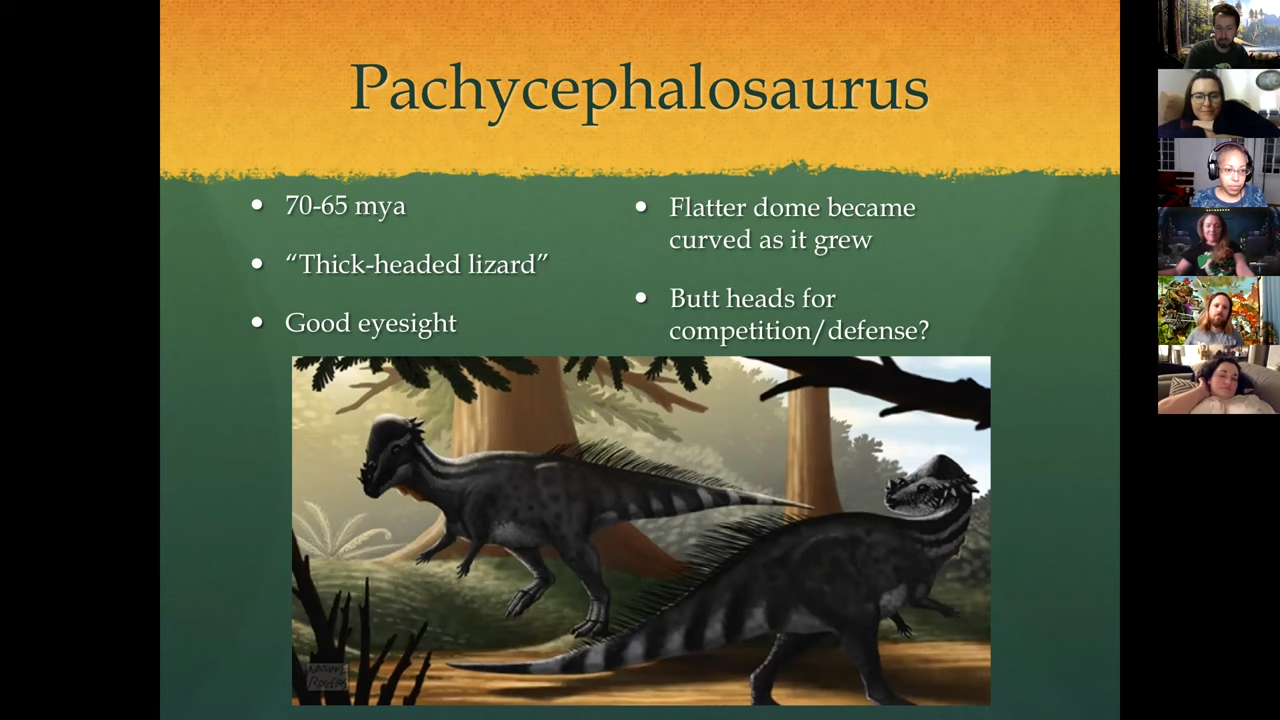 Pachycephalosaurus
70-65 mya
“Thick-headed lizard”
Good eyesight
Flatter dome became
curved as it grew
Butt heads for
competition/defense?
ROGERS